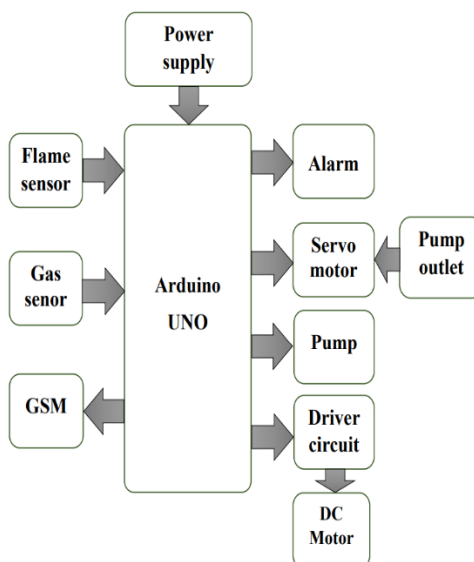 Power
supply
Flame
sensor
Alarm
Servo
motor
Pump
outlet
Gas
senor
Arduino
UNO
Pump
GSM
Driver
circuit
DC
Motor